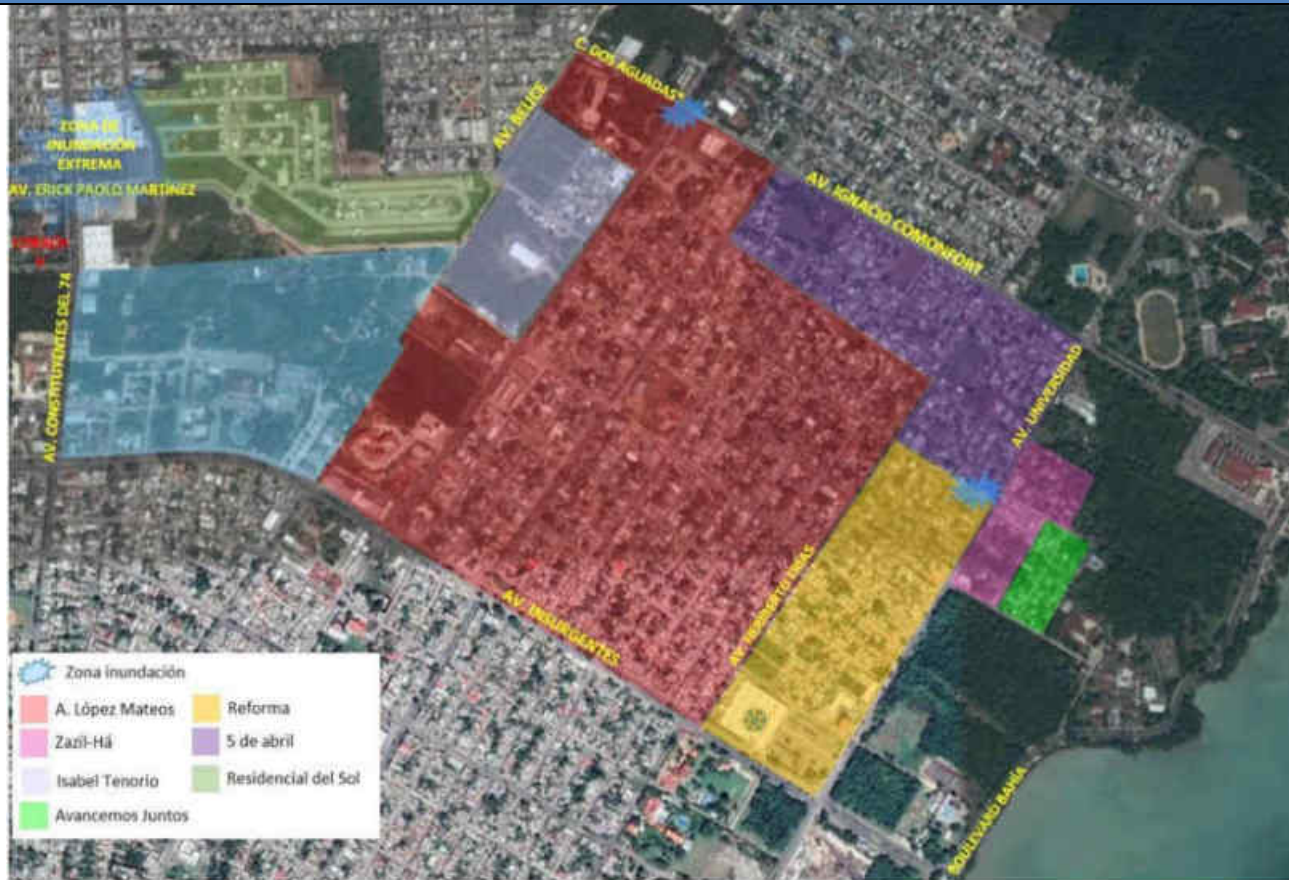 C. DOS AGUADAS*
AV. BELICE
ZONA DE
INUNDACIÓN
EXTREMA
AV. ERICK PAOLO MARTÍNEZ
AV. IGNACIO COMONFORT
AV. CONSTITUYENTES DEL 74
AV. UNIVERSIDAD
AV. INSURGENTES
BOULEVARD BAHÍA
Zona inundación
A. López Mateos
Reforma
Zazil-Há
5 de abril
Isabel Tenorio
Residencial del Sol
Avancemos Juntos